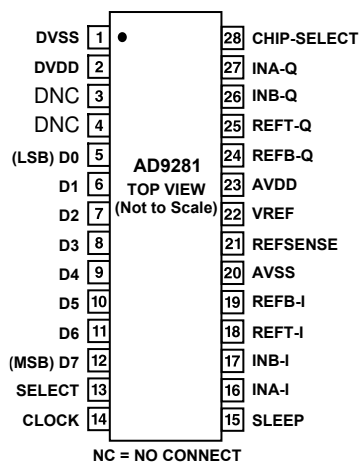 DVSS 1 28 CHIP-SELECT
DVDD 2 27 INA-Q
DNC 3 26 INB-Q
DNC 4 25 REFT-Q
(LSB) D0 5 24 REFB-Q
D1 6 23 AVDD
D2 7 22 VREF
D3 8 21 REFSENSE
D4 9 20 AVSS
D5 10 19 REFB-I
D6 11 18 REFT-I
(MSB) D7 12 17 INB-I
SELECT 13 16 INA-I
CLOCK 14 15 SLEEP
AD9281
TOP VIEW
(Not to Scale)
NC = NO CONNECT